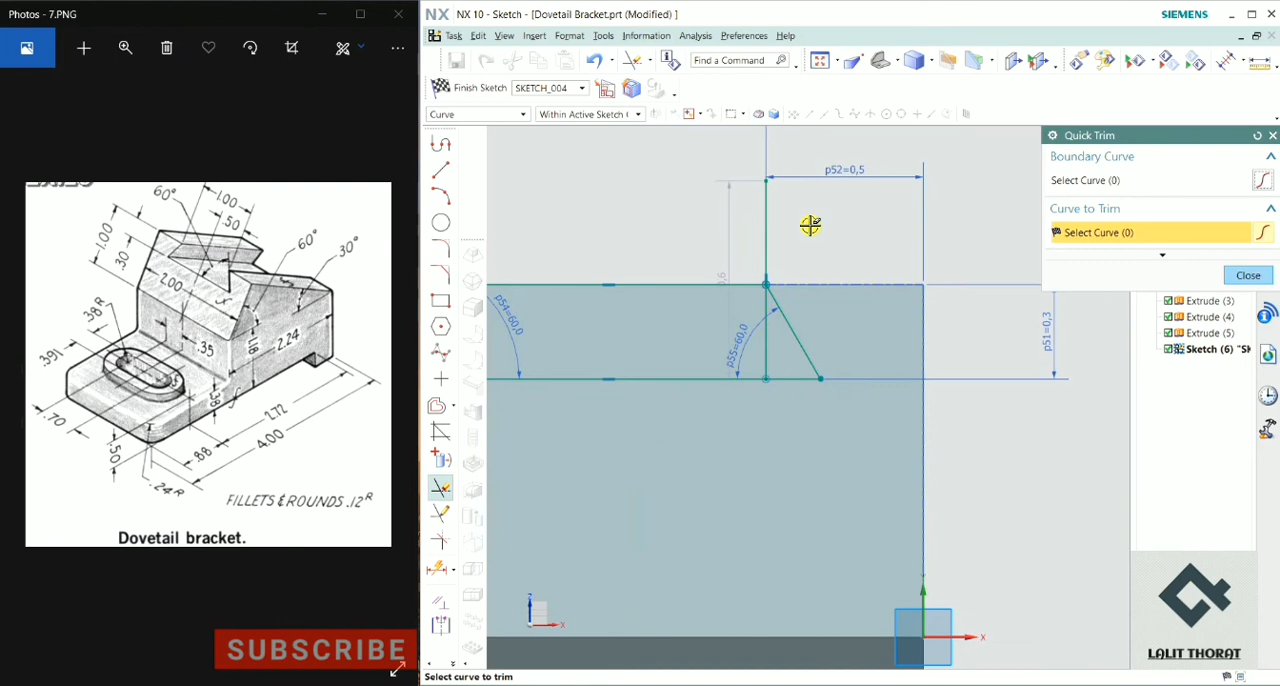 Photos - 7.PNG
NX 10 - Sketch - [Dovetail Bracket.prt (Modified) ]
SIEMENS
Task Edit View Insert Format Tools Information Analysis Preferences Help
Find a Command
Finish Sketch SKETCH_004
Curve Within Active Sketch
Quick Trim
Boundary Curve
Select Curve (0)
Curve to Trim
Select Curve (0)
Close
Extrude (3)
Extrude (4)
Extrude (5)
Sketch (6) "SK
p52=0,5
p54=60,0
p55=60,0
p51=0,3
X
X
60°
1.00
.50
60°
30°
1.00
.30
2.00
.38R
.35
2.24
.391
.38
2.72
4.00
.70
.88
.50
.24R
FILLETS & ROUNDS .12R
Dovetail bracket.
SUBSCRIBE
LALIT THORAT
Select curve to trim